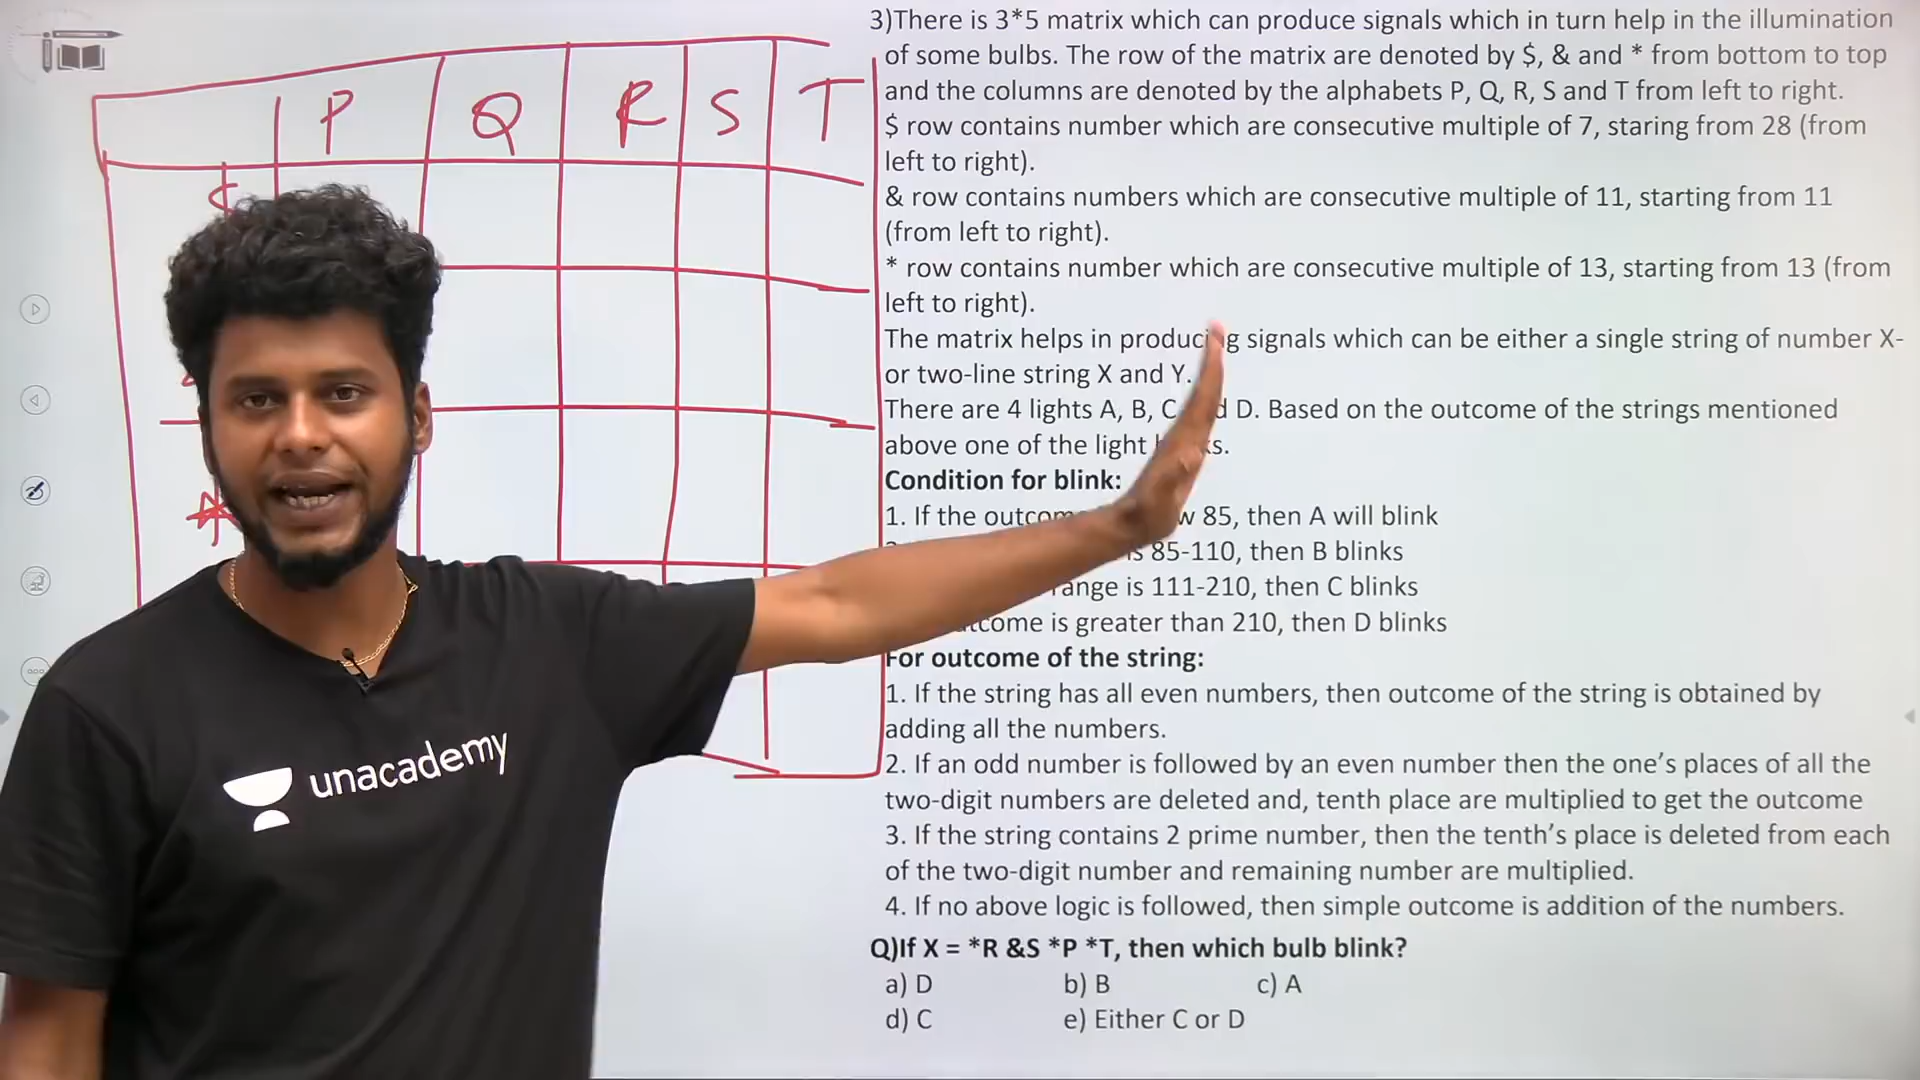 3)There is 3*5 matrix which can produce signals which in turn help in the illumination
of some bulbs. The row of the matrix are denoted by $, & and * from bottom to top
and the columns are denoted by the alphabets P, Q, R, S and T from left to right.
$ row contains number which are consecutive multiple of 7, staring from 28 (from
left to right).
& row contains numbers which are consecutive multiple of 11, starting from 11
(from left to right).
* row contains number which are consecutive multiple of 13, starting from 13 (from
left to right).
The matrix helps in producing signals which can be either a single string of number X-
or two-line string X and Y.
There are 4 lights A, B, C D. Based on the outcome of the strings mentioned
above one of the light
Condition for blink:
1. If the 85, then A will blink
85-110, then B blinks
range is 111-210, then C blinks
is greater than 210, then D blinks
For outcome of the string:
1. If the string has all even numbers, then outcome of the string is obtained by
adding all the numbers.
2. If an odd number is followed by an even number then the one’s places of all the
two-digit numbers are deleted and, tenth place are multiplied to get the outcome
3. If the string contains 2 prime number, then the tenth’s place is deleted from each
of the two-digit number and remaining number are multiplied.
4. If no above logic is followed, then simple outcome is addition of the numbers.
Q)If X = *R &S *P *T, then which bulb blink?
a) D b) B c) A
d) C e) Either C or D
P Q R S T
$
*
unacademy